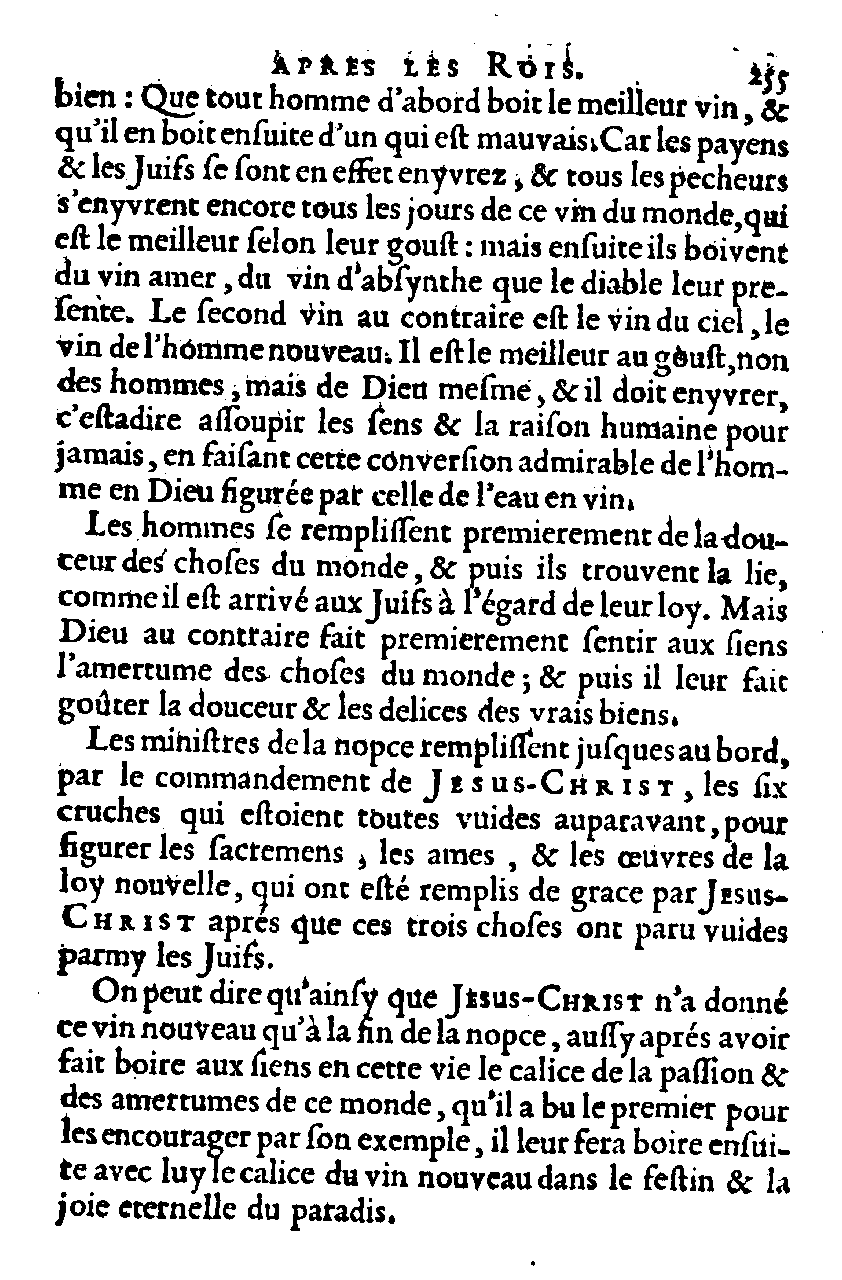 APRES LES ROIS. 255
bien : Que tout homme d'abord boit le meilleur vin, &
qu'il en boit enſuite d'un qui eſt mauvais. Car les payens
& les Juifs ſe ſont en effet enyvrez, & tous les pecheurs
s'enyvrent encore tous les jours de ce vin du monde, qui
eſt le meilleur ſelon leur gouſt : mais enſuite ils boivent
du vin amer, du vin d'abſynthe que le diable leur pre-
ſente. Le ſecond vin au contraire eſt le vin du ciel, le
vin de l'homme nouveau. Il eſt le meilleur au gouſt, non
des hommes, mais de Dieu meſme, & il doit enyvrer,
c'eſtadire aſſoupir les ſens & la raiſon humaine pour
jamais, en faiſant cette converſion admirable de l'hom-
me en Dieu figurée par celle de l'eau en vin.
Les hommes ſe rempliſſent premierement de la dou-
ceur des choſes du monde, & puis ils trouvent la lie,
comme il eſt arrivé aux Juifs à l'égard de leur loy. Mais
Dieu au contraire fait premierement ſentir aux ſiens
l'amertume des choſes du monde ; & puis il leur fait
goûter la douceur & les delices des vrais biens.
Les miniſtres de la nopce rempliſſent juſques au bord,
par le commandement de JESUS-CHRIST, les ſix
cruches qui eſtoient toutes vuides auparavant, pour
figurer les ſacremens, les ames, & les œuvres de la
loy nouvelle, qui ont eſté remplis de grace par JESUS-
CHRIST aprés que ces trois choſes ont paru vuides
parmy les Juifs.
On peut dire qu'ainſy que JESUS-CHRIST n'a donné
ce vin nouveau qu'à la fin de la nopce, auſſy aprés avoir
fait boire aux ſiens en cette vie le calice de la paſſion &
des amertumes de ce monde, qu'il a bu le premier pour
les encourager par ſon exemple, il leur fera boire enſui-
te avec luy le calice du vin nouveau dans le feſtin & la
joie eternelle du paradis.